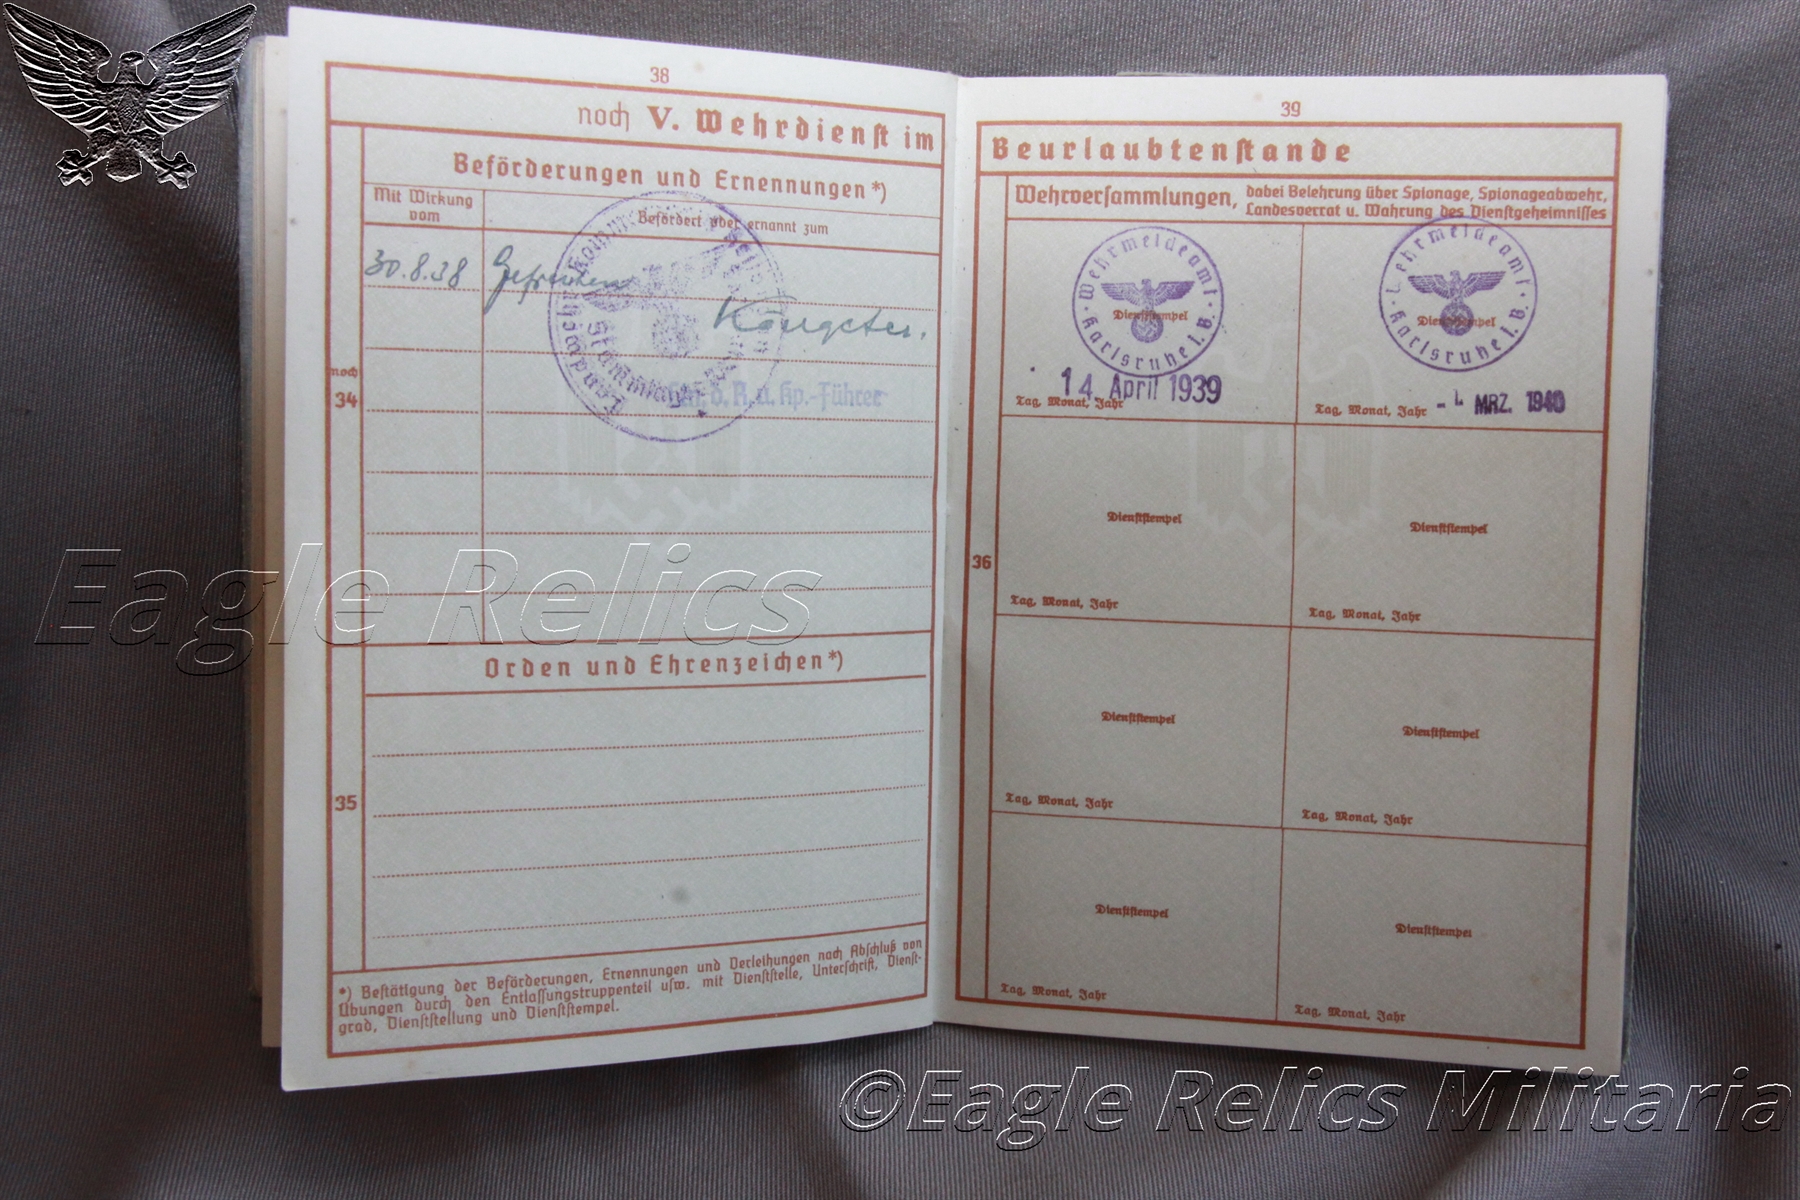 38
noch V. Wehrdienst im
Beförderungen und Ernennungen*)
Mit Wirkung
vom
Befördert oder ernannt zum
30.8.38 Gefreiten
noch
34
u. Kp.-Führer
Orden und Ehrenzeichen*)
35
*) Bestätigung der Beförderungen, Ernennungen und Verleihungen nach Abschluß von
Übungen durch den Entlassungstruppenteil usw. mit Dienststelle, Unterschrift, Dienst-
grad, Dienststellung und Dienststempel.
39
Beurlaubtenstande
Wehrversammlungen, dabei Belehrung über Spionage, Spionageabwehr,
Landesverrat u. Wahrung des Dienstgeheimnisses
Wehrmeldeamt Karlsruhe i. B.
Dienststempel
14. April 1939
Tag, Monat, Jahr
Wehrmeldeamt Karlsruhe i. B.
Dienststempel
MRZ. 1940
Tag, Monat, Jahr
36
Dienststempel
Tag, Monat, Jahr
Dienststempel
Tag, Monat, Jahr
Dienststempel
Tag, Monat, Jahr
Dienststempel
Tag, Monat, Jahr
Dienststempel
Tag, Monat, Jahr
Dienststempel
Tag, Monat, Jahr
Eagle Relics
©Eagle Relics Militaria